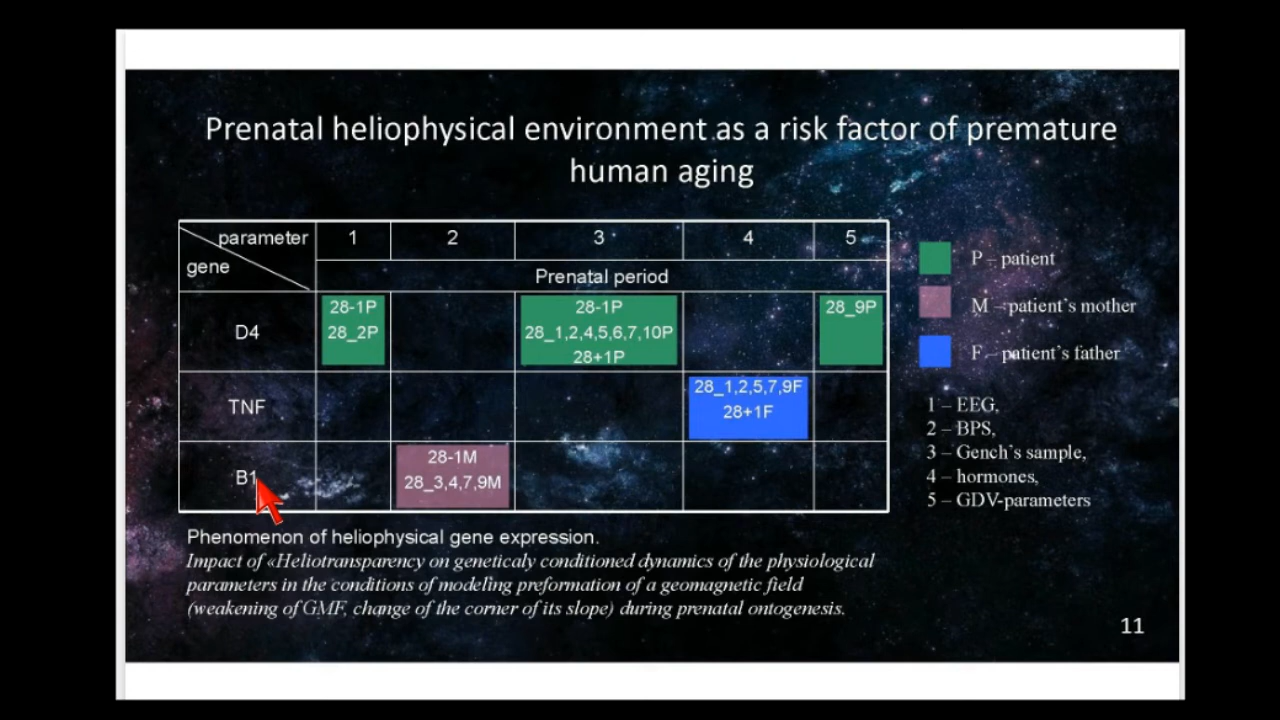 Prenatal heliophysical environment as a risk factor of premature
human aging
parameter 1 2 3 4 5
gene
Prenatal period
28-1P 28-1P 28_9P
D4 28_2P 28_1,2,4,5,6,7,10P
28+1P
28_1,2,5,7,9F
TNF 28+1F
28-1M
B1 28_3,4,7,9M
P – patient
M – patient's mother
F – patient's father
1 – EEG,
2 – BPS,
3 – Gench's sample,
4 – hormones,
5 – GDV-parameters
Phenomenon of heliophysical gene expression.
Impact of «Heliotransparency on geneticaly conditioned dynamics of the physiological
parameters in the conditions of modeling preformation of a geomagnetic field
(weakening of GMF, change of the corner of its slope) during prenatal ontogenesis.
11